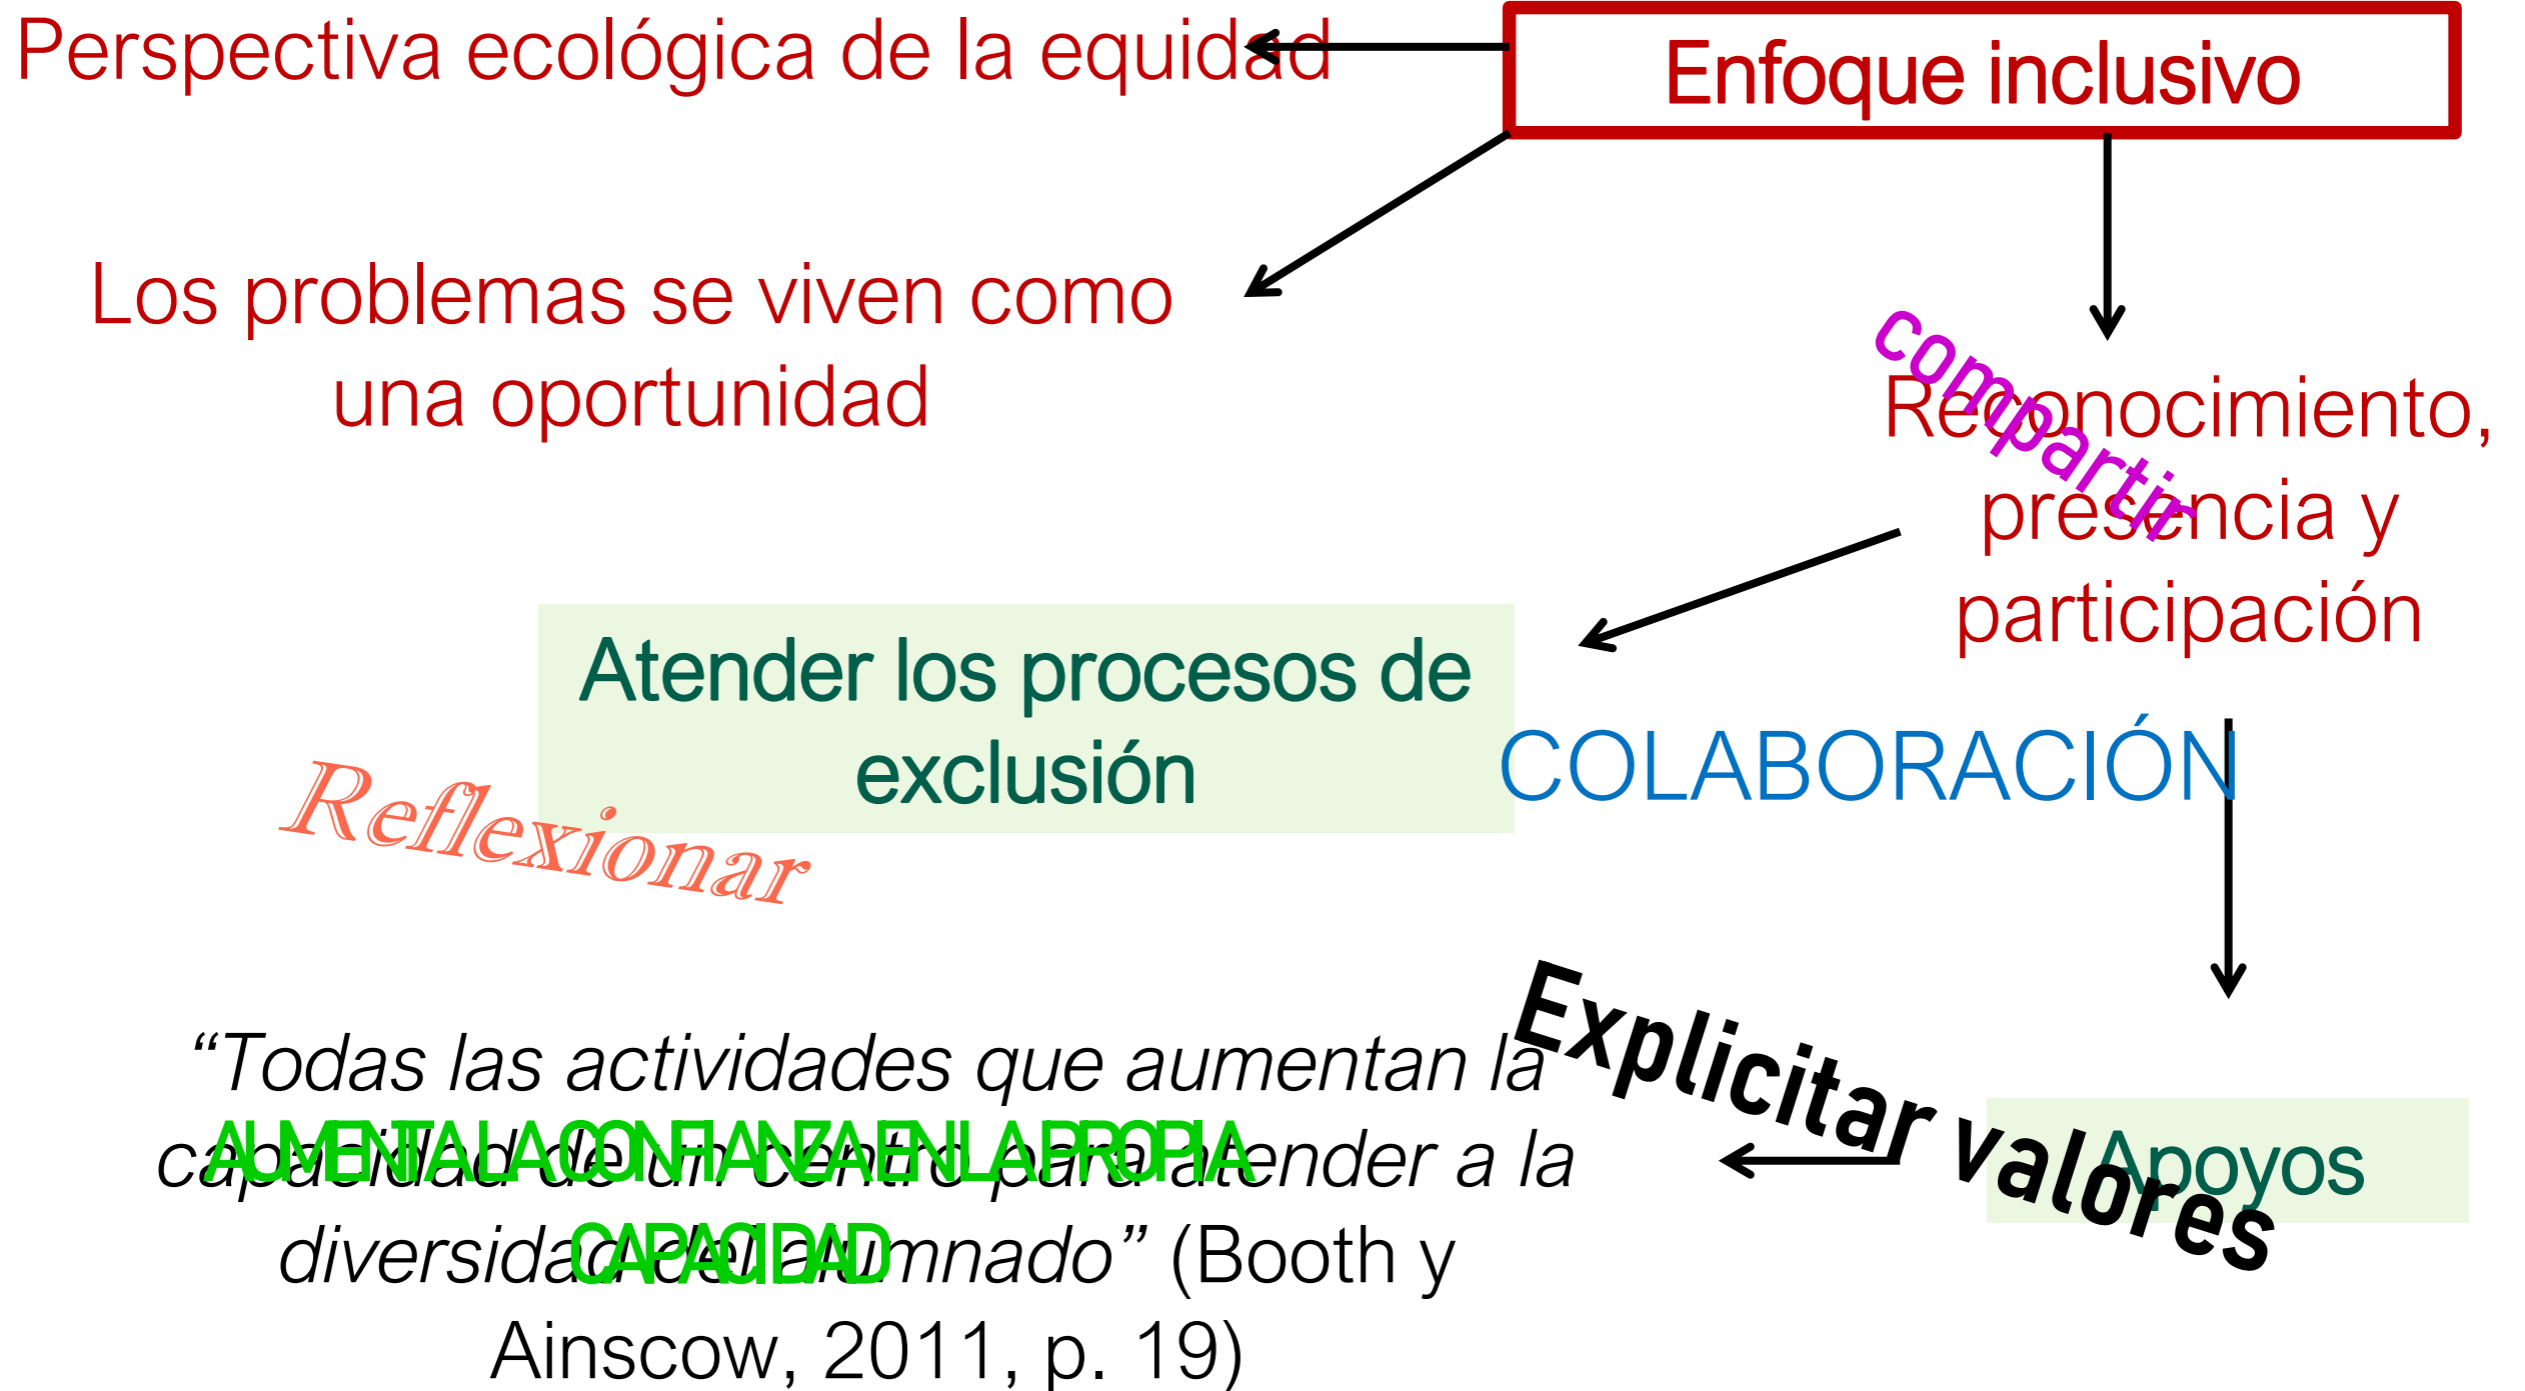 Perspectiva ecológica de la equidad
Enfoque inclusivo
Los problemas se viven como
una oportunidad
compartir
Reconocimiento,
presencia y
participación
Atender los procesos de
exclusión
COLABORACIÓN
Reflexionar
Explicitar valores
“Todas las actividades que aumentan la
capacidad de un centro para atender a la
diversidad del alumnado” (Booth y
Ainscow, 2011, p. 19)
AUMENTA LA CONFIANZA EN LA PROPIA
CAPACIDAD
Apoyos